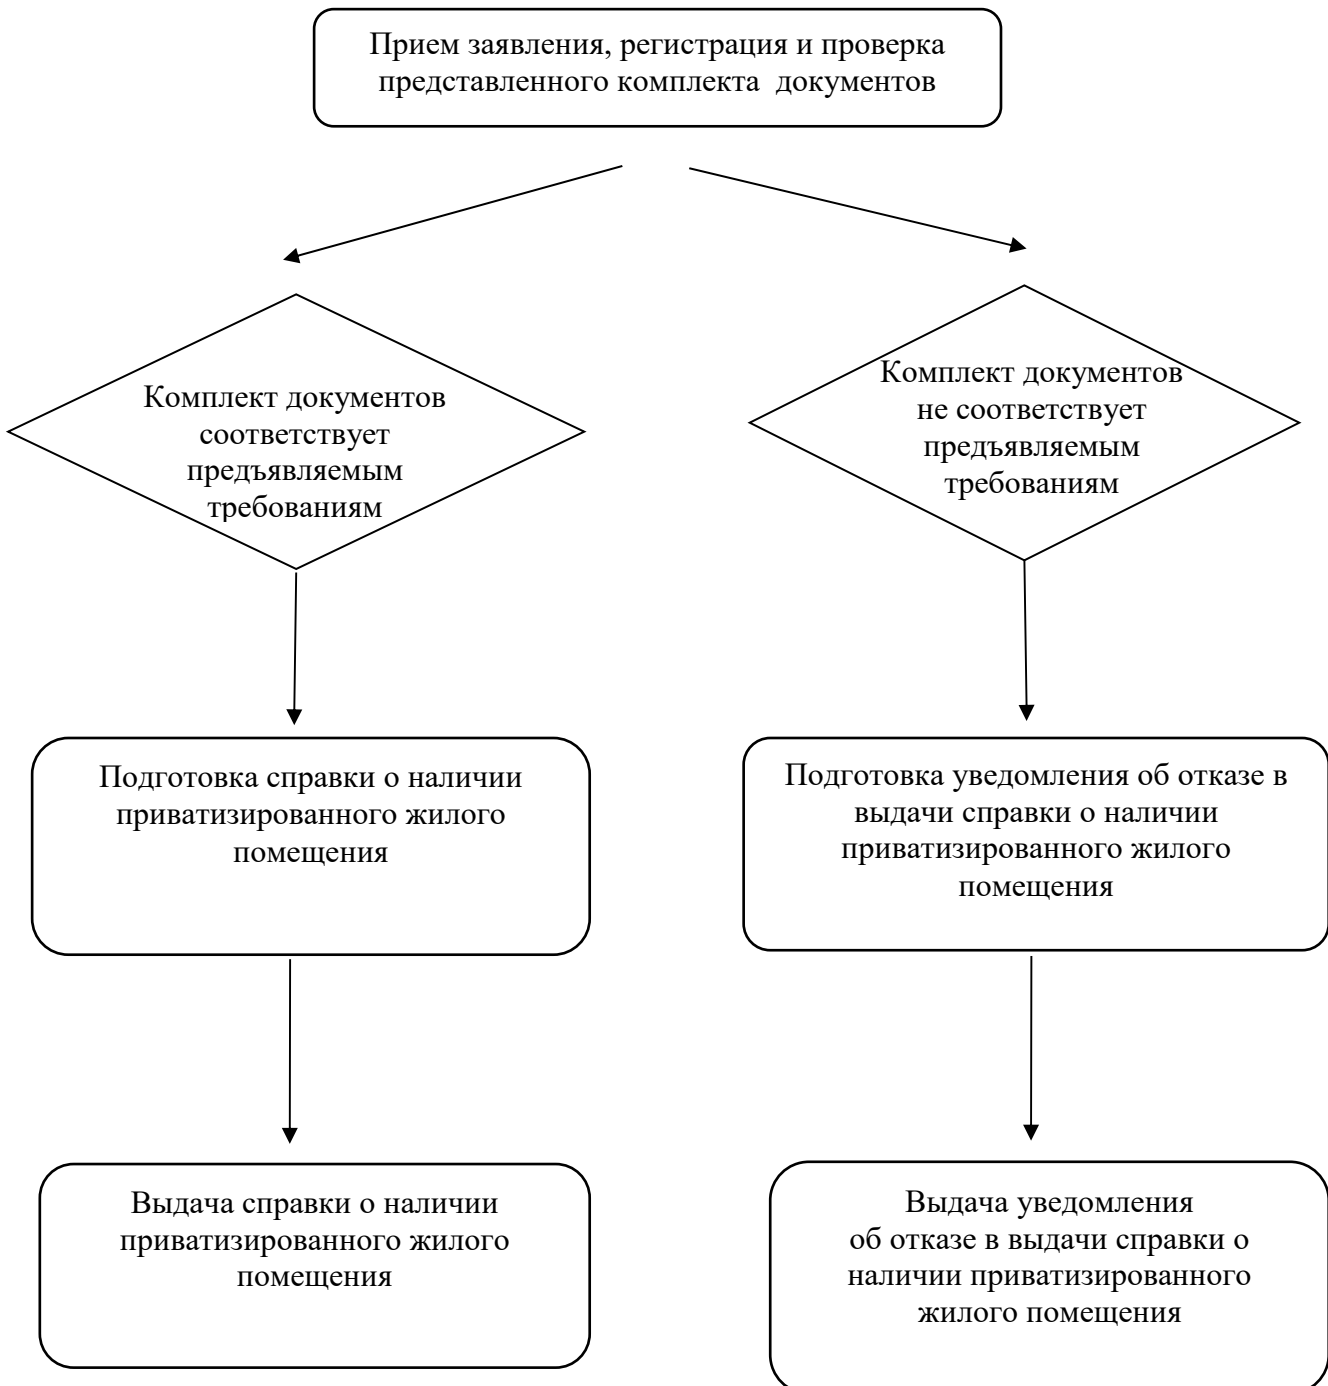 Прием заявления, регистрация и проверка
представленного комплекта документов
Комплект документов
соответствует
предъявляемым
требованиям
Комплект документов
не соответствует
предъявляемым
требованиям
Подготовка справки о наличии
приватизированного жилого
помещения
Подготовка уведомления об отказе в
выдачи справки о наличии
приватизированного жилого
помещения
Выдача справки о наличии
приватизированного жилого
помещения
Выдача уведомления
об отказе в выдачи справки о
наличии приватизированного
жилого помещения